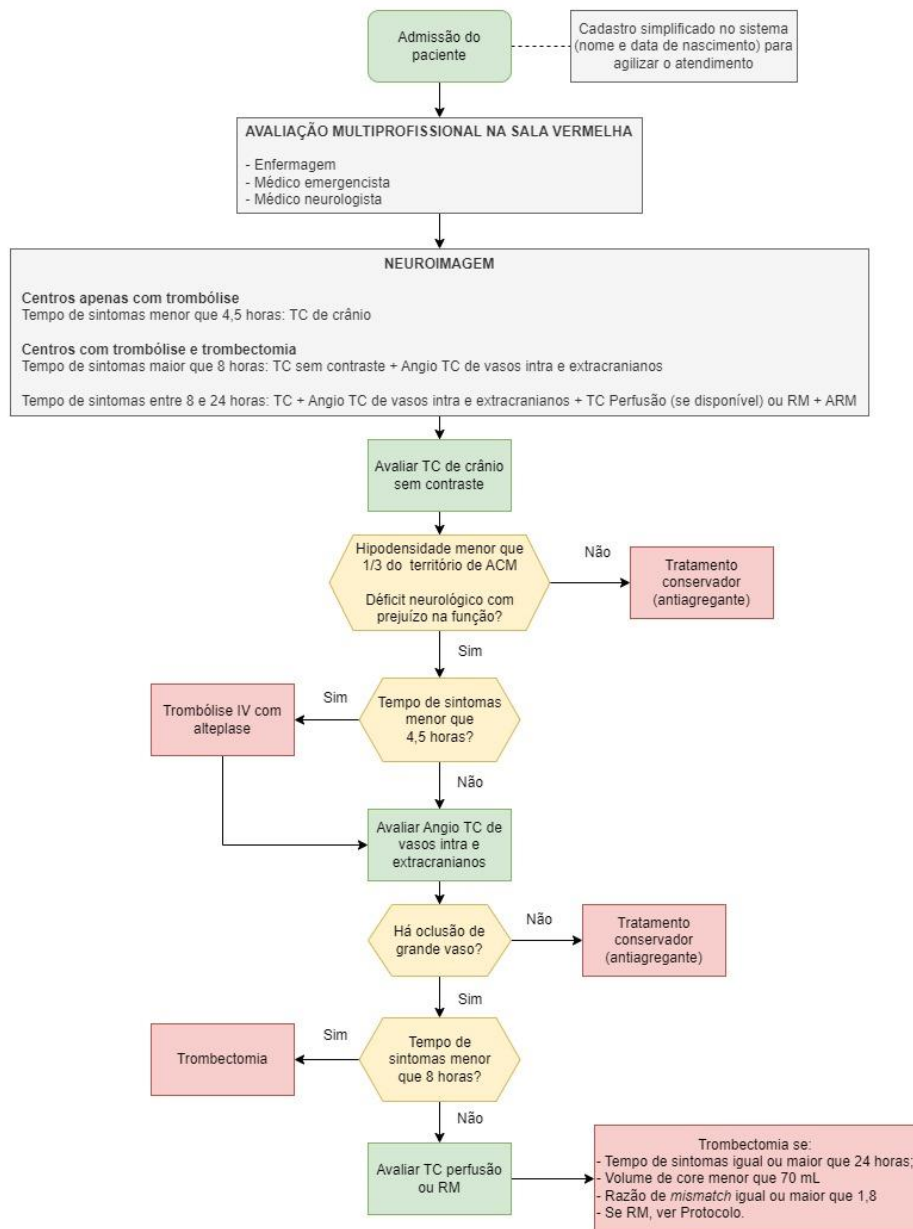 Admissão do
paciente
Cadastro simplificado no sistema
(nome e data de nascimento) para
agilizar o atendimento
AVALIAÇÃO MULTIPROFISSIONAL NA SALA VERMELHA
- Enfermagem
- Médico emergencista
- Médico neurologista
NEUROIMAGEM
Centros apenas com trombólise
Tempo de sintomas menor que 4,5 horas: TC de crânio
Centros com trombólise e trombectomia
Tempo de sintomas maior que 8 horas: TC sem contraste + Angio TC de vasos intra e extracranianos
Tempo de sintomas entre 8 e 24 horas: TC + Angio TC de vasos intra e extracranianos + TC Perfusão (se disponível) ou RM + ARM
Avaliar TC de crânio
sem contraste
Hipodensidade menor que
1/3 do território de ACM
Déficit neurológico com
prejuízo na função?
Não
Tratamento
conservador
(antiagregante)
Sim
Tempo de sintomas
menor que
4,5 horas?
Sim
Trombólise IV com
alteplase
Não
Avaliar Angio TC de
vasos intra e
extracranianos
Há oclusão de
grande vaso?
Não
Tratamento
conservador
(antiagregante)
Sim
Tempo de
sintomas menor
que 8 horas?
Sim
Trombectomia
Não
Avaliar TC perfusão
ou RM
Trombectomia se:
- Tempo de sintomas igual ou maior que 24 horas;
- Volume de core menor que 70 mL
- Razão de mismatch igual ou maior que 1,8
- Se RM, ver Protocolo.